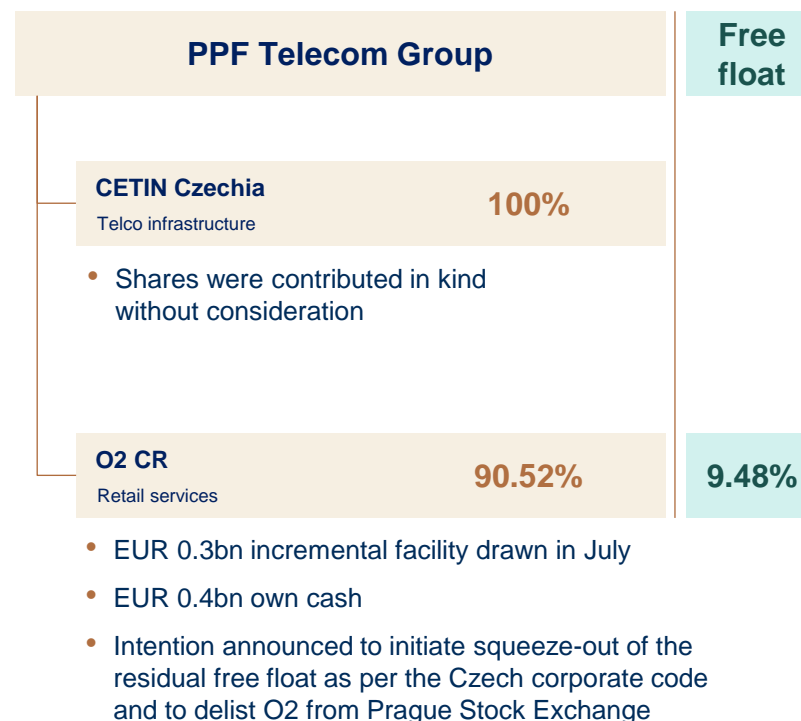 PPF Telecom Group
Free
float
CETIN Czechia
Telco infrastructure
100%
• Shares were contributed in kind
without consideration
O2 CR
Retail services
90.52%
9.48%
• EUR 0.3bn incremental facility drawn in July
• EUR 0.4bn own cash
• Intention announced to initiate squeeze-out of the
residual free float as per the Czech corporate code
and to delist O2 from Prague Stock Exchange